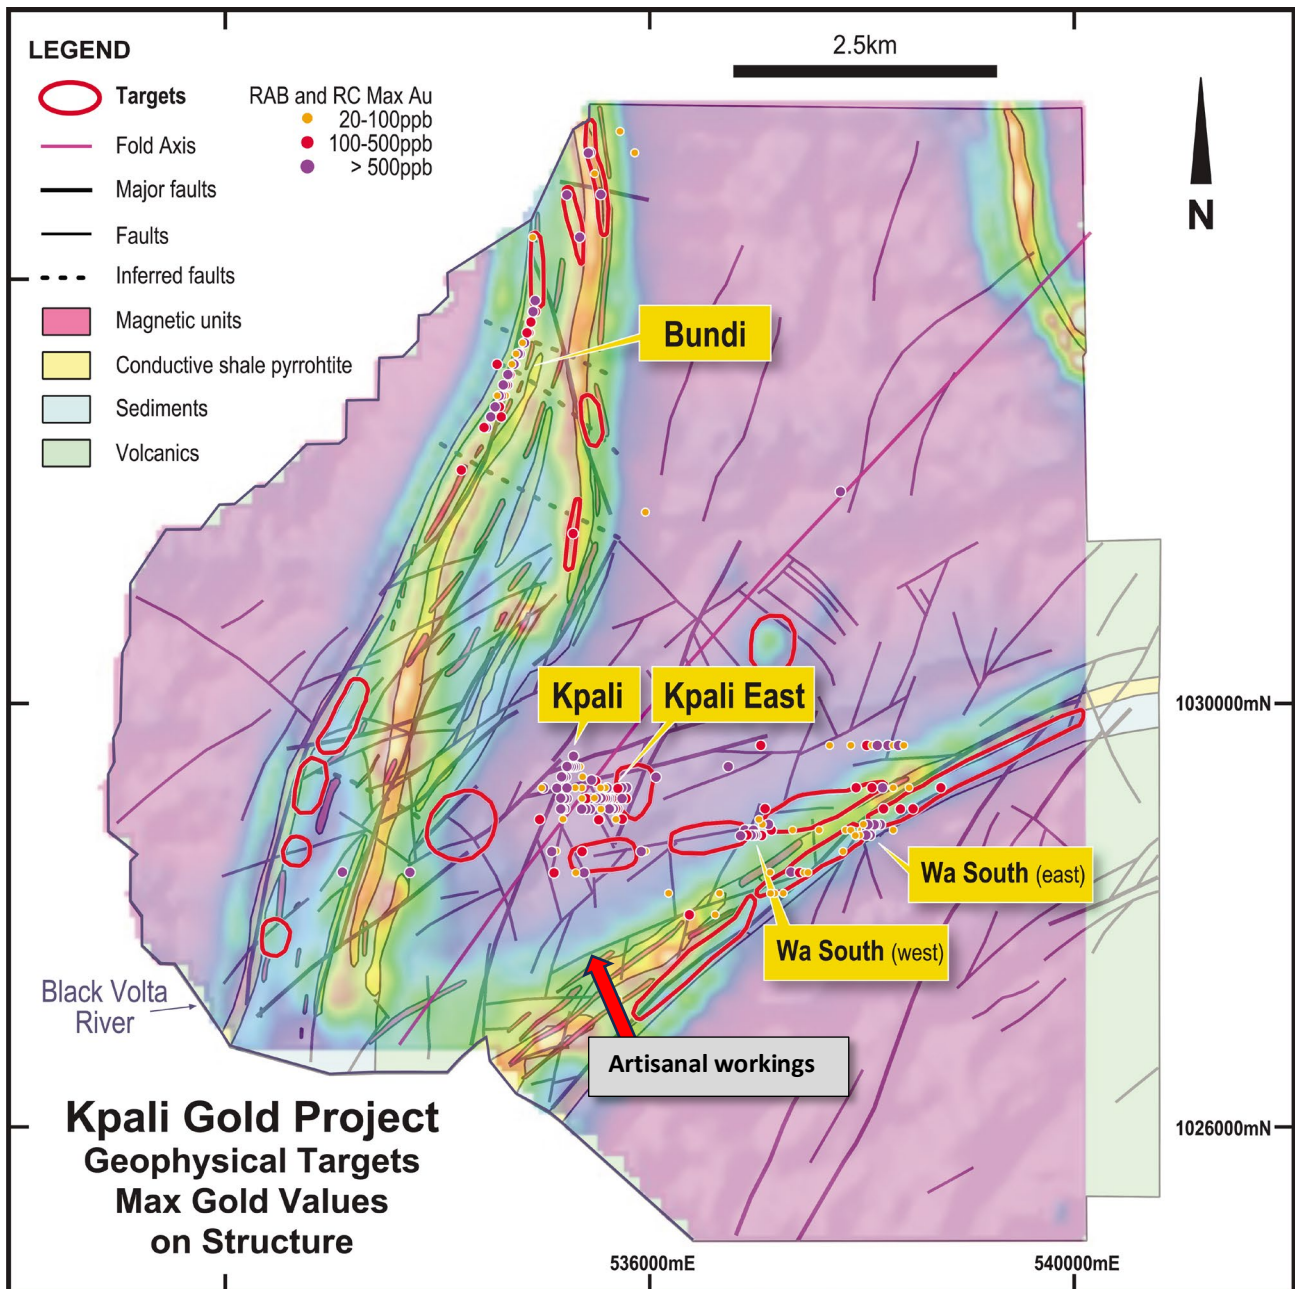 LEGEND
Targets
Fold Axis
Major faults
Faults
Inferred faults
Magnetic units
Conductive shale pyrrohtite
Sediments
Volcanics
RAB and RC Max Au
20-100ppb
100-500ppb
> 500ppb
2.5km
N
Bundi
Kpali
Kpali East
1030000mN
Wa South (east)
Wa South (west)
Black Volta
River
Artisanal workings
Kpali Gold Project
Geophysical Targets
Max Gold Values
on Structure
1026000mN
536000mE
540000mE